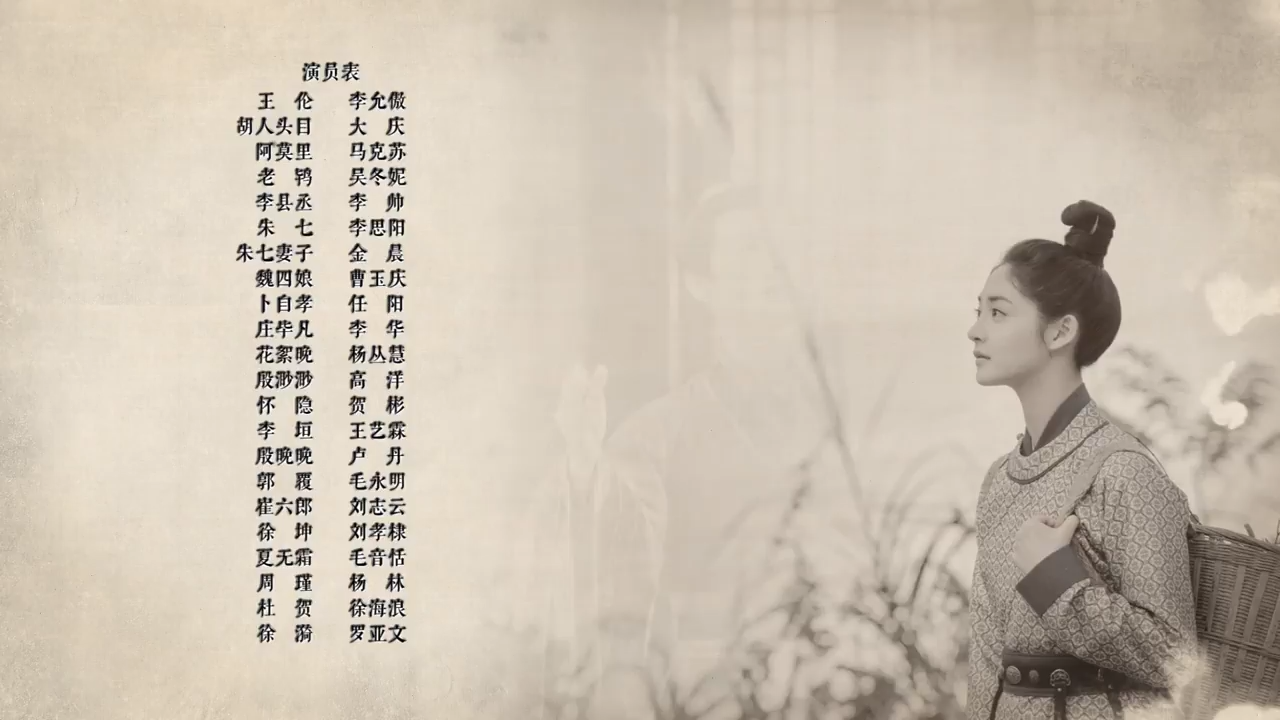 演员表
王 伦 李允傲
胡人头目 大 庆
阿莫里 马克苏
老 鸨 吴冬妮
李县丞 李 帅
朱 七 李思阳
朱七妻子 金 晨
魏四娘 曹玉庆
卜自孝 任 阳
庄毕凡 李 华
花絮晚 杨丛慧
殷渺渺 高 洋
怀 隐 贺 彬
李 垣 王艺霖
殷晚晚 卢 丹
郭 覆 毛永明
崔六郎 刘志云
徐 坤 刘孝棣
夏无霜 毛音恬
周 瑾 杨 林
杜 贺 徐海浪
徐 漪 罗亚文